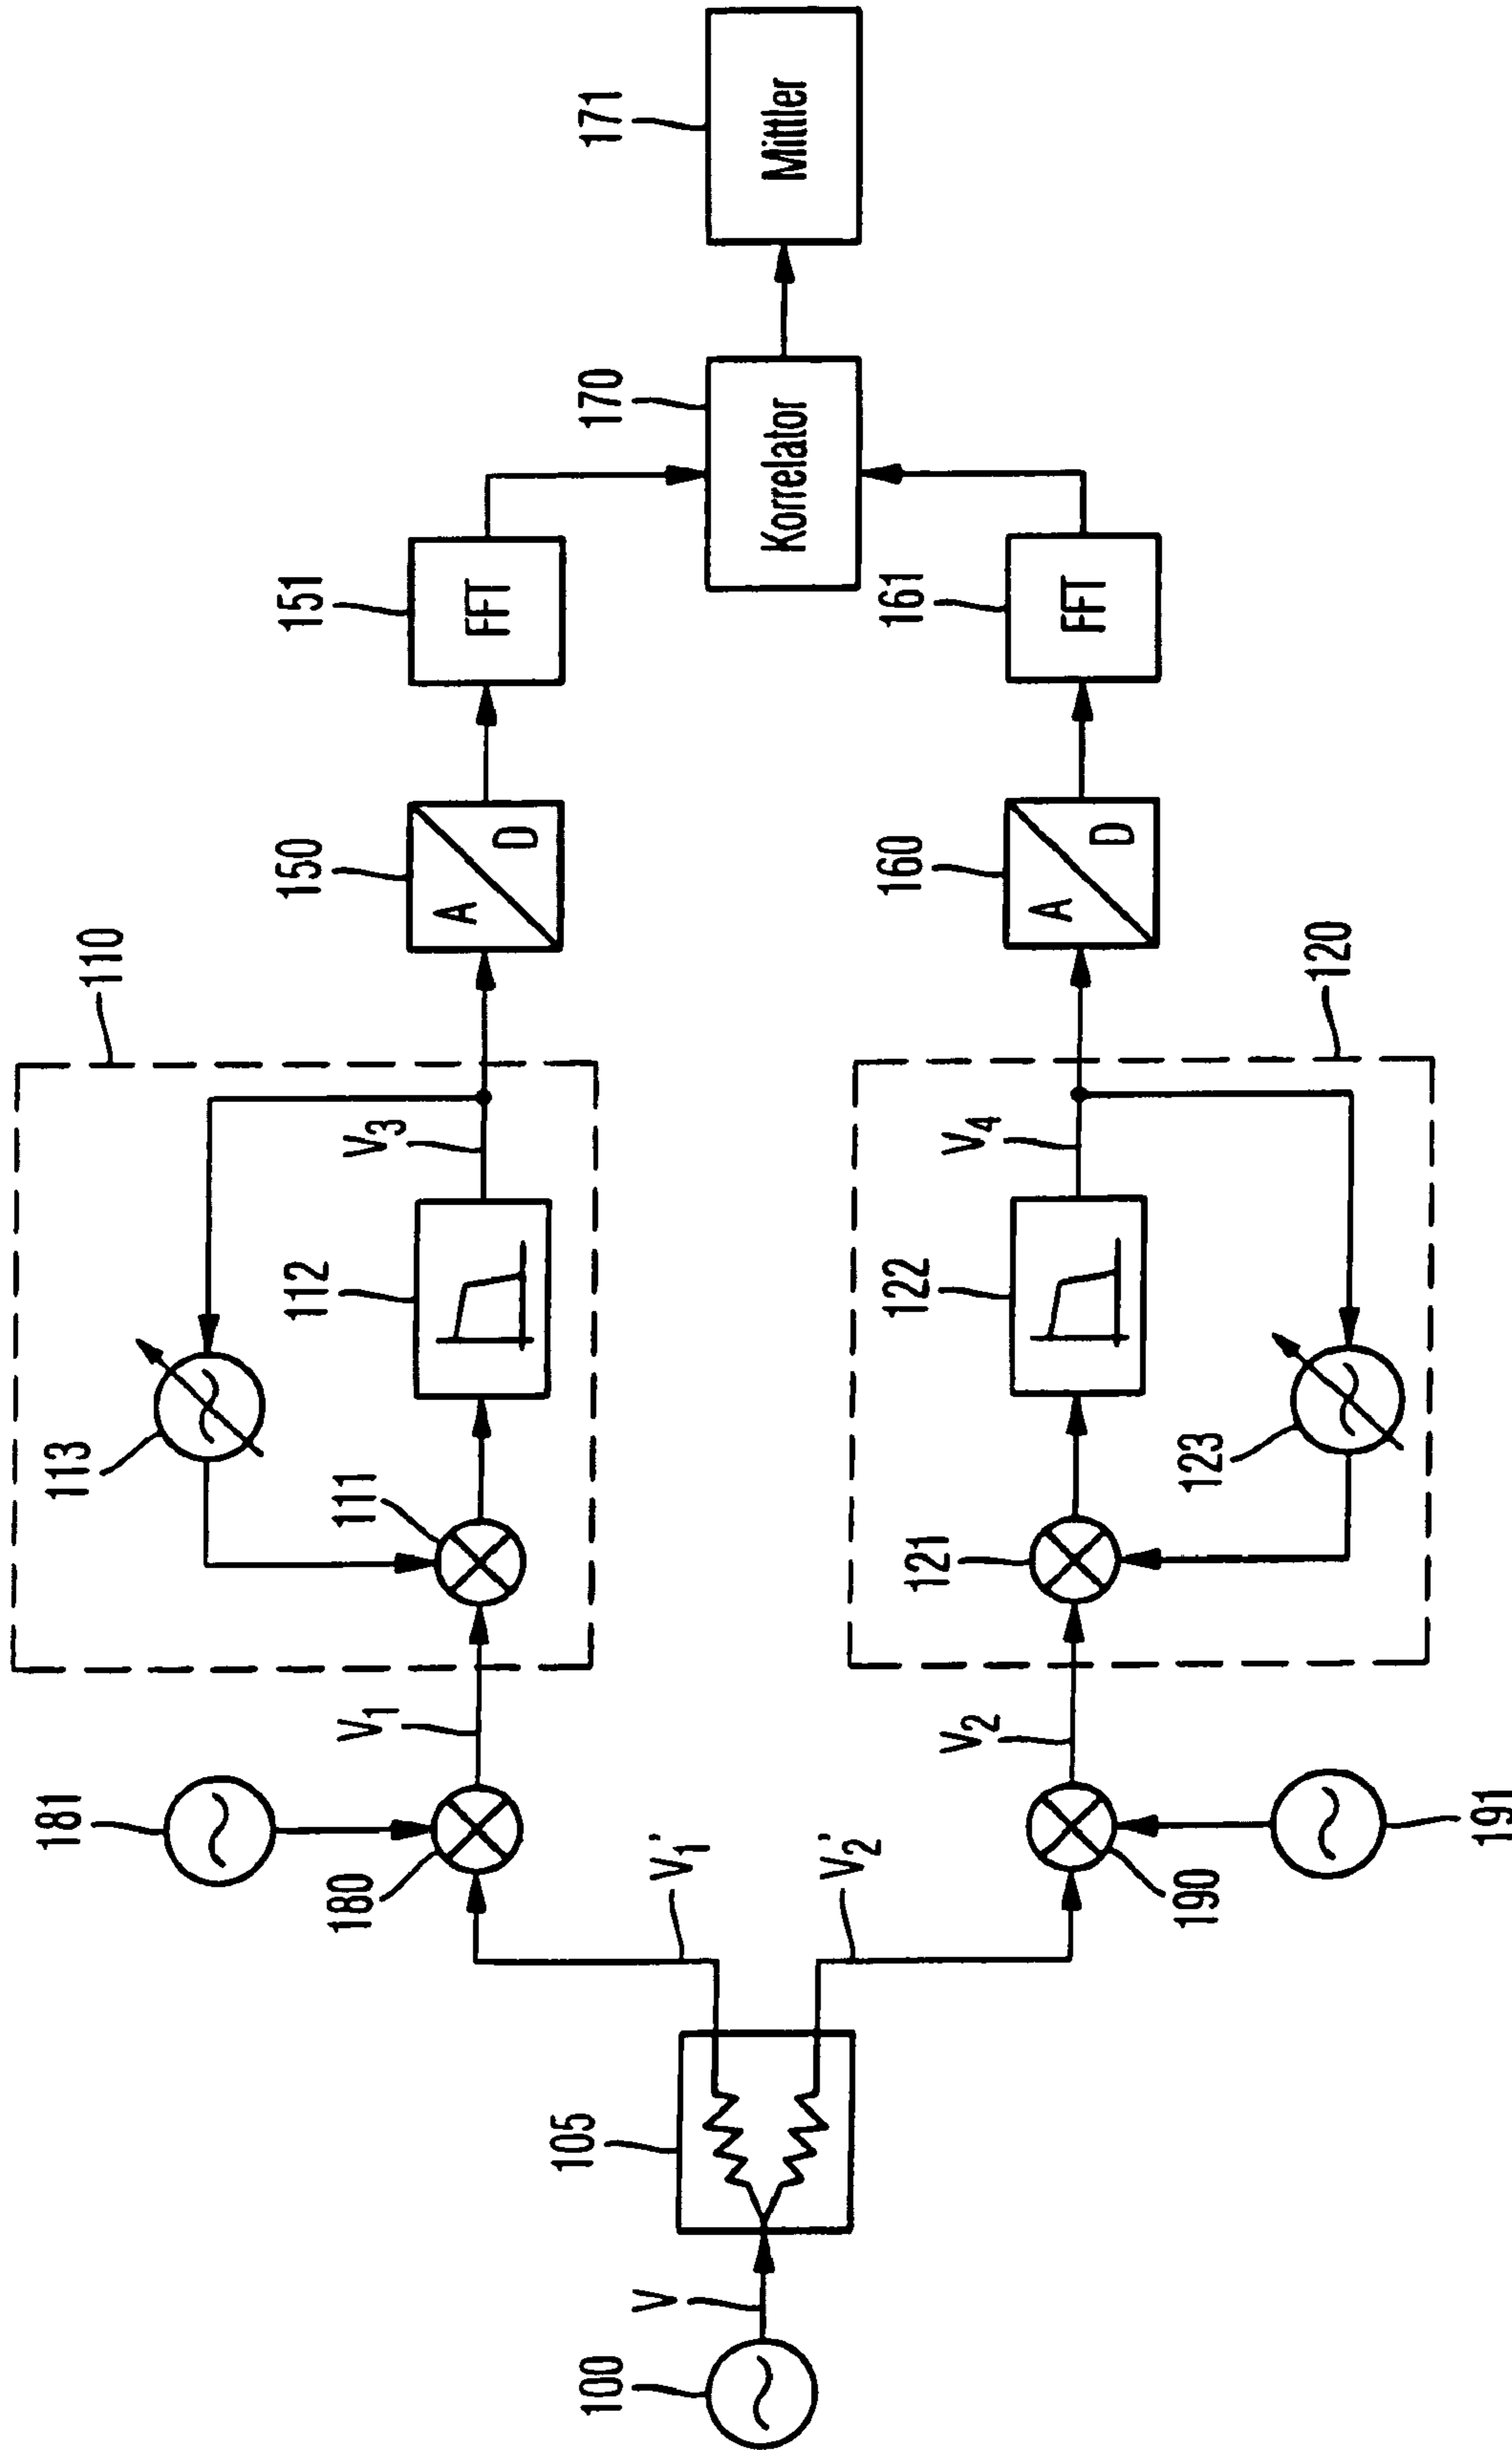 110
113
V3
181
V1
111
112
150
A
D
151
FFT
180
V1'
100
V
105
170
Korrelator
171
Mittler
V2'
V2
121
122
V4
160
A
D
161
FFT
190
123
120
191